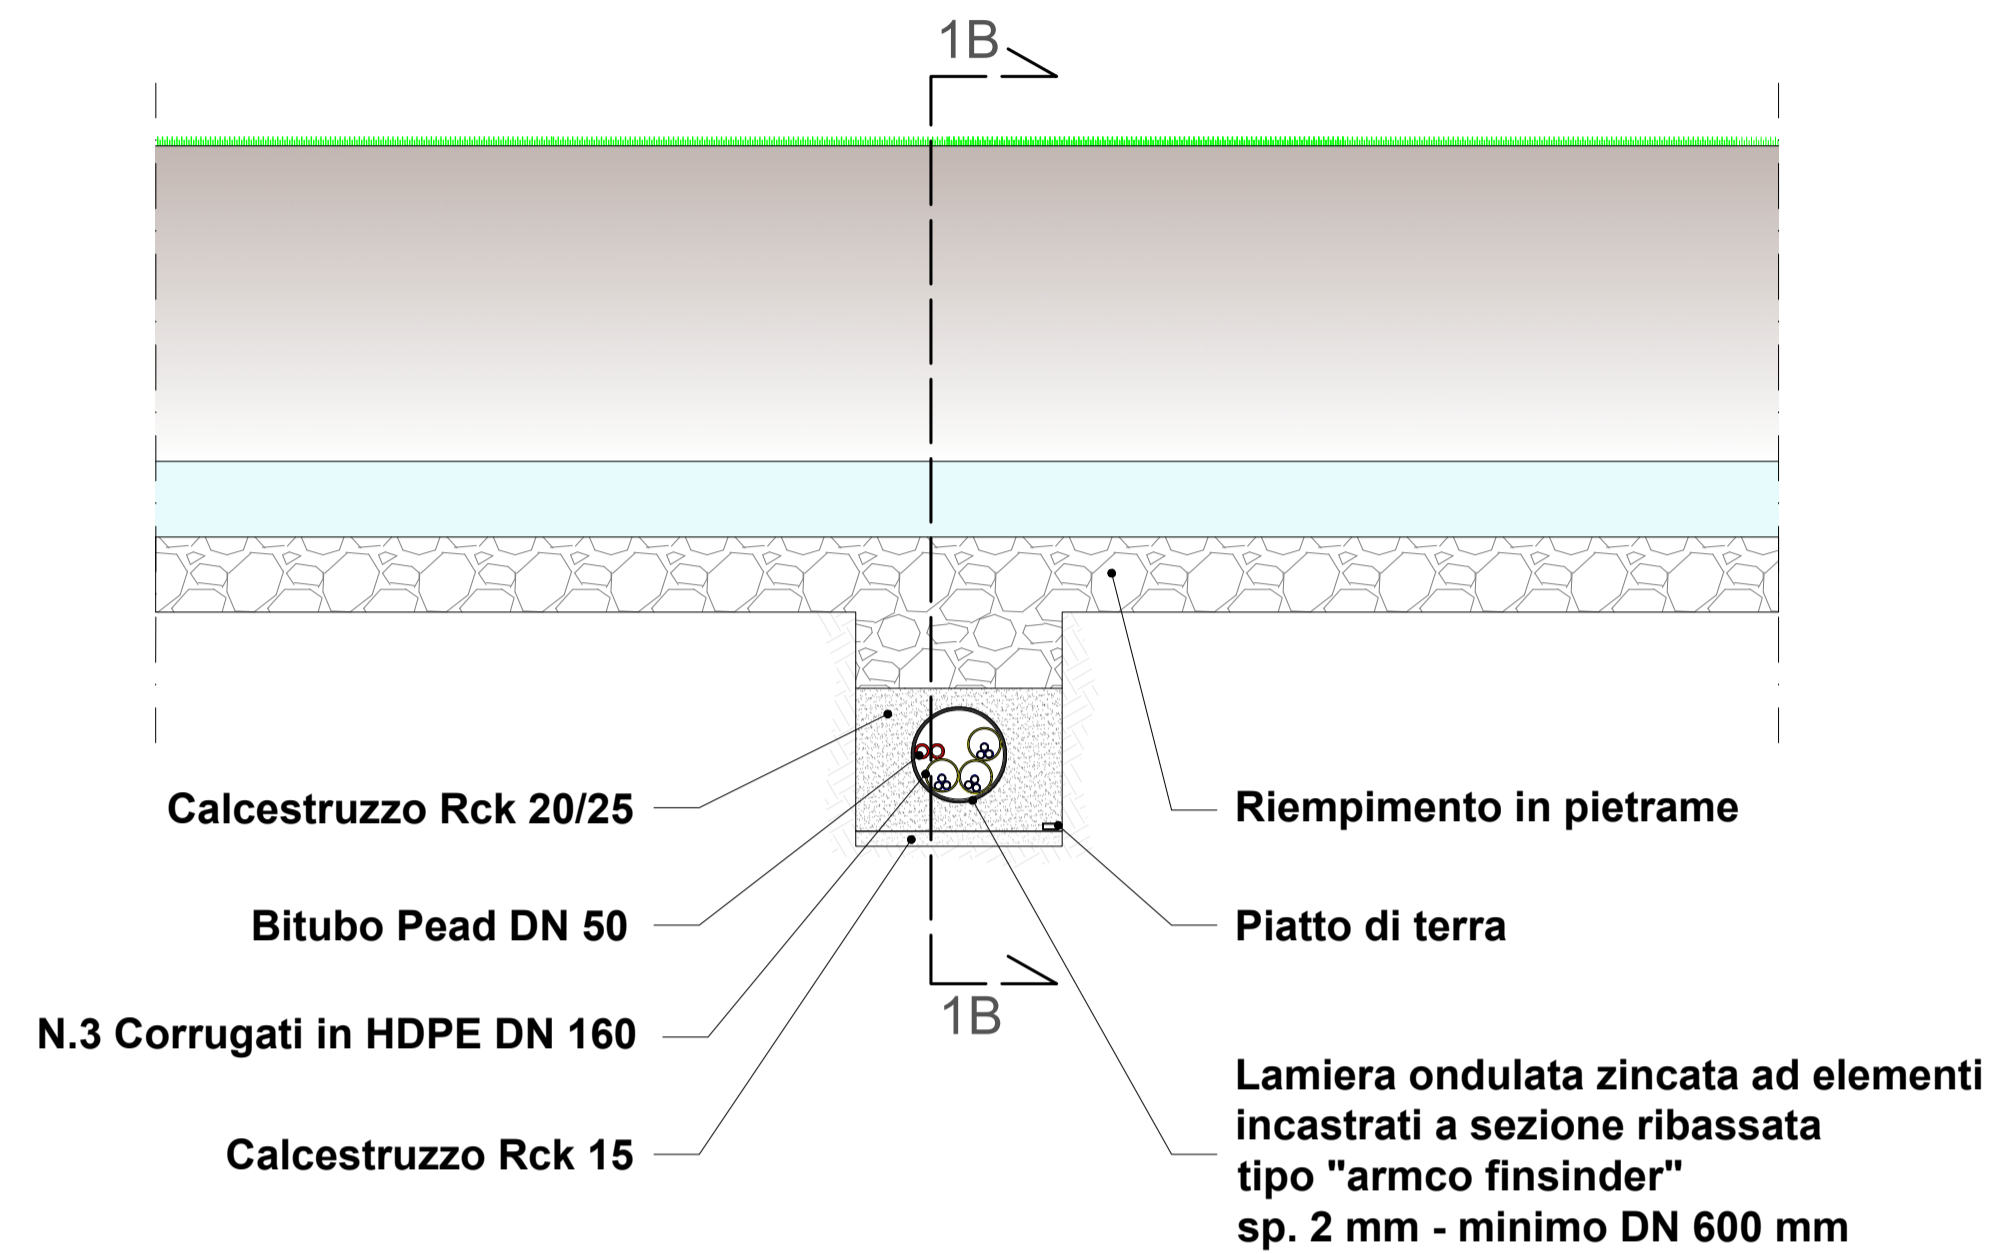 1B
Calcestruzzo Rck 20/25
Bitubo Pead DN 50
N.3 Corrugati in HDPE DN 160
Calcestruzzo Rck 15
Riempimento in pietrame
Piatto di terra
1B
Lamiera ondulata zincata ad elementi
incastrati a sezione ribassata
tipo "armco finsinder"
sp. 2 mm - minimo DN 600 mm